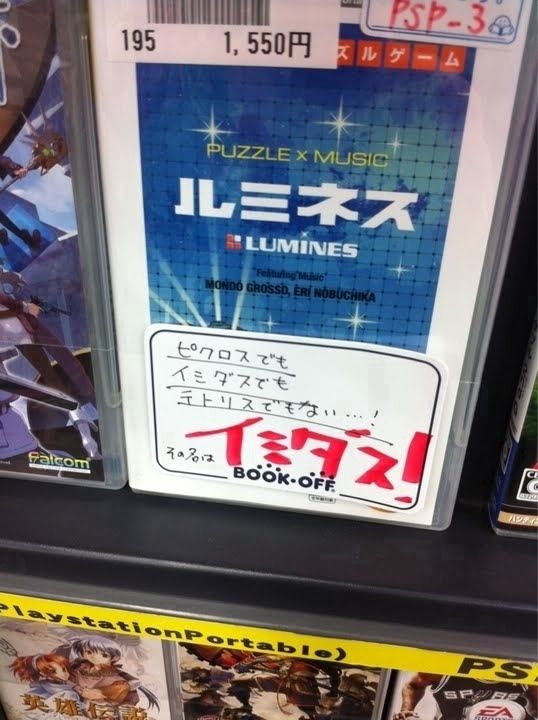 PSP-3
195 1,550円
ズルゲーム
PUZZLE × MUSIC
ルミネス
LUMINES
Featuring Music
MONDO GROSSO, ERI NOBUCHIKA
ピクロスでも
イミダスでも
テトリスでもない…!
その名は イミダス!
BOOK・OFF
Falcom
PlaystationPortable)
PS
英雄伝説
SPURS
EA